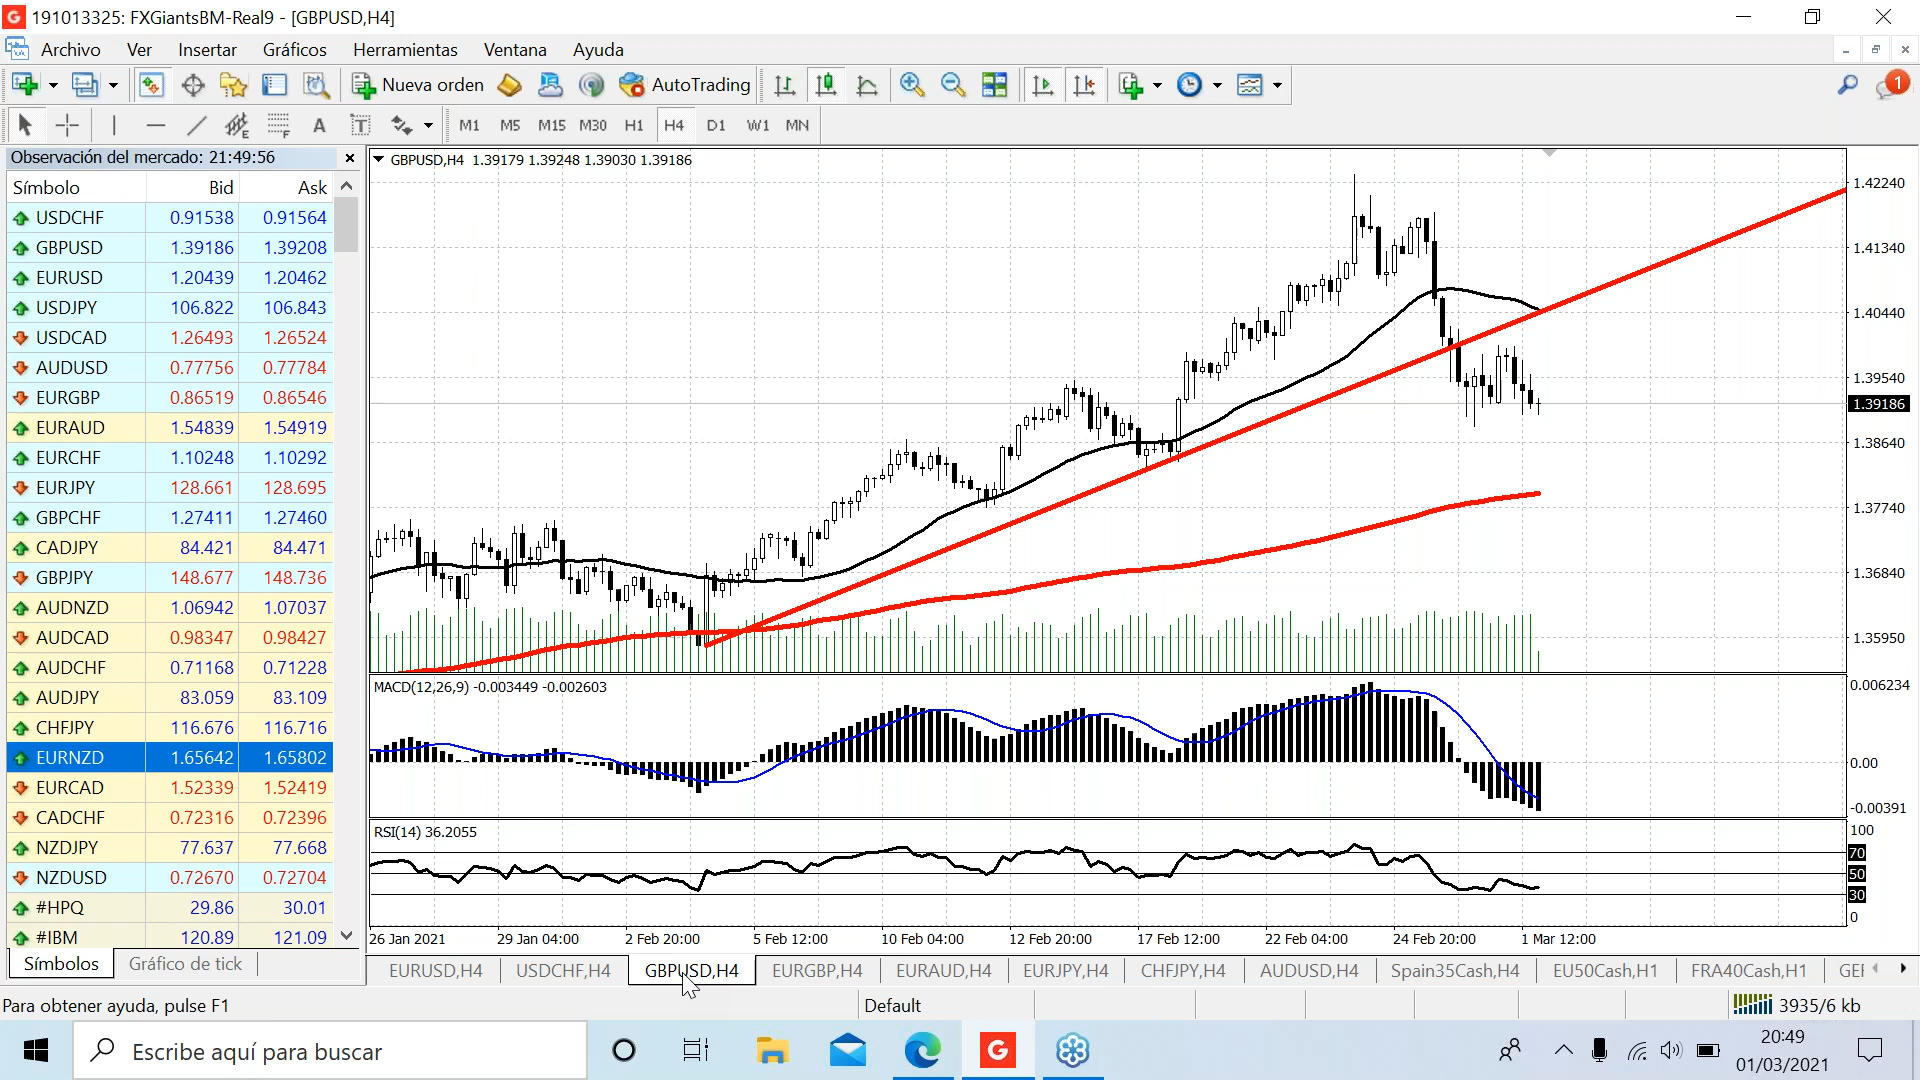 191013325: FXGiantsBM-Real9 - [GBPUSD,H4]
Archivo Ver Insertar Gráficos Herramientas Ventana Ayuda
Nueva orden AutoTrading 1
A T M1 M5 M15 M30 H1 H4 D1 W1 MN
Observación del mercado: 21:49:56
Símbolo Bid Ask
USDCHF 0.91538 0.91564
GBPUSD 1.39186 1.39208
EURUSD 1.20439 1.20462
USDJPY 106.822 106.843
USDCAD 1.26493 1.26524
AUDUSD 0.77756 0.77784
EURGBP 0.86519 0.86546
EURAUD 1.54839 1.54919
EURCHF 1.10248 1.10292
EURJPY 128.661 128.695
GBPCHF 1.27411 1.27460
CADJPY 84.421 84.471
GBPJPY 148.677 148.736
AUDNZD 1.06942 1.07037
AUDCAD 0.98347 0.98427
AUDCHF 0.71168 0.71228
AUDJPY 83.059 83.109
CHFJPY 116.676 116.716
EURNZD 1.65642 1.65802
EURCAD 1.52339 1.52419
CADCHF 0.72316 0.72396
NZDJPY 77.637 77.668
NZDUSD 0.72670 0.72704
#HPQ 29.86 30.01
#IBM 120.89 121.09
Símbolos Gráfico de tick
GBPUSD,H4 1.39179 1.39248 1.39030 1.39186
1.42240
1.41340
1.40440
1.39540
1.39186
1.38640
1.37740
1.36840
1.35950
MACD(12,26,9) -0.003449 -0.002603
0.006234
0.00
-0.00391
RSI(14) 36.2055
100
70
50
30
0
26 Jan 2021 29 Jan 04:00 2 Feb 20:00 5 Feb 12:00 10 Feb 04:00 12 Feb 20:00 17 Feb 12:00 22 Feb 04:00 24 Feb 20:00 1 Mar 12:00
EURUSD,H4 USDCHF,H4 GBPUSD,H4 EURGBP,H4 EURAUD,H4 EURJPY,H4 CHFJPY,H4 AUDUSD,H4 Spain35Cash,H4 EU50Cash,H1 FRA40Cash,H1
Para obtener ayuda, pulse F1 Default 3935/6 kb
Escribe aquí para buscar
20:49
01/03/2021